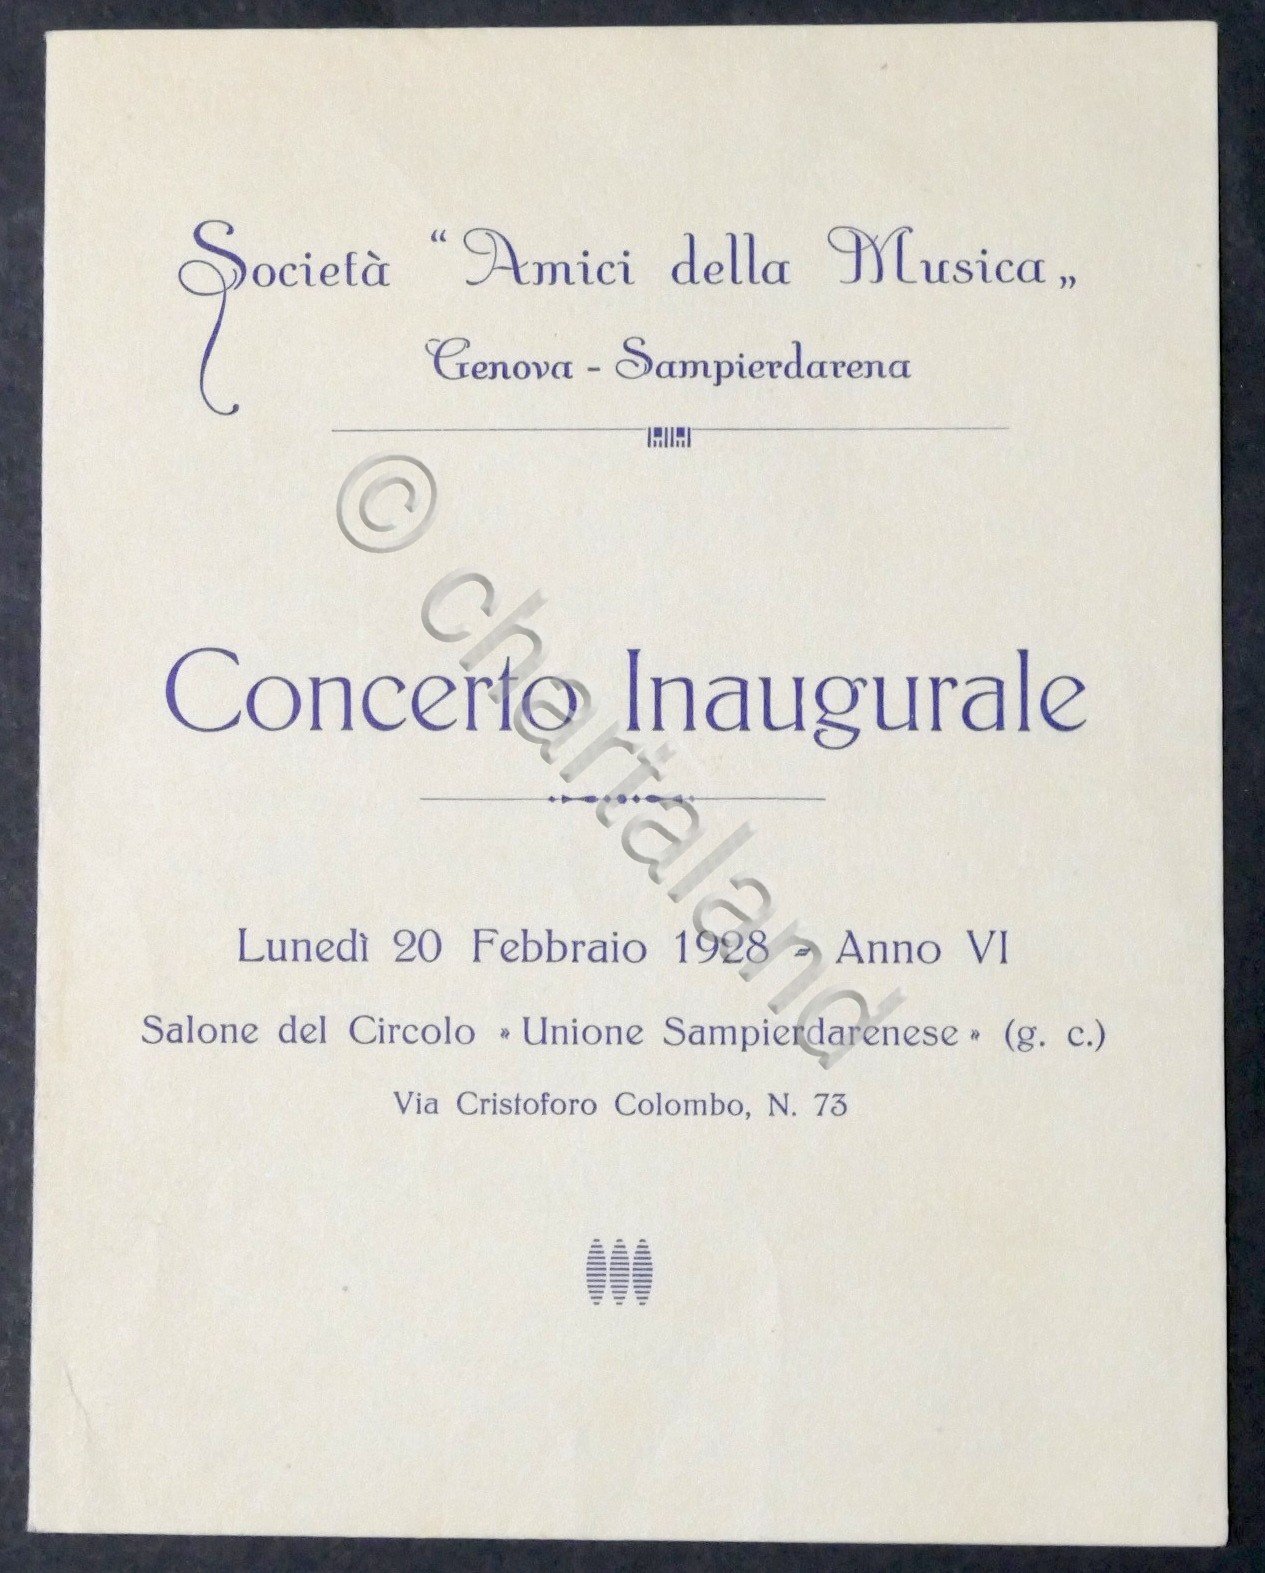 Società “Amici della Musica„
Genova - Sampierdarena
Concerto Inaugurale
Lunedì 20 Febbraio 1928 - Anno VI
Salone del Circolo » Unione Sampierdarenese » (g. c.)
Via Cristoforo Colombo, N. 73
© chartaland